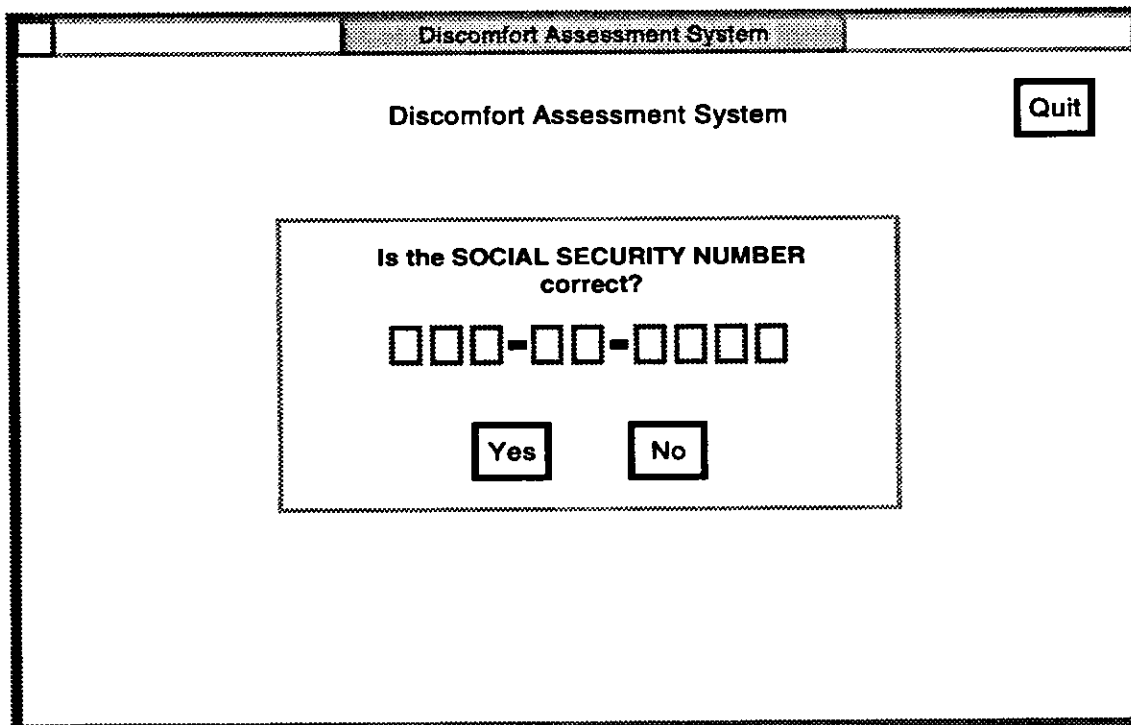 Discomfort Assessment System
Discomfort Assessment System
Quit
Is the SOCIAL SECURITY NUMBER
correct?
Yes
No